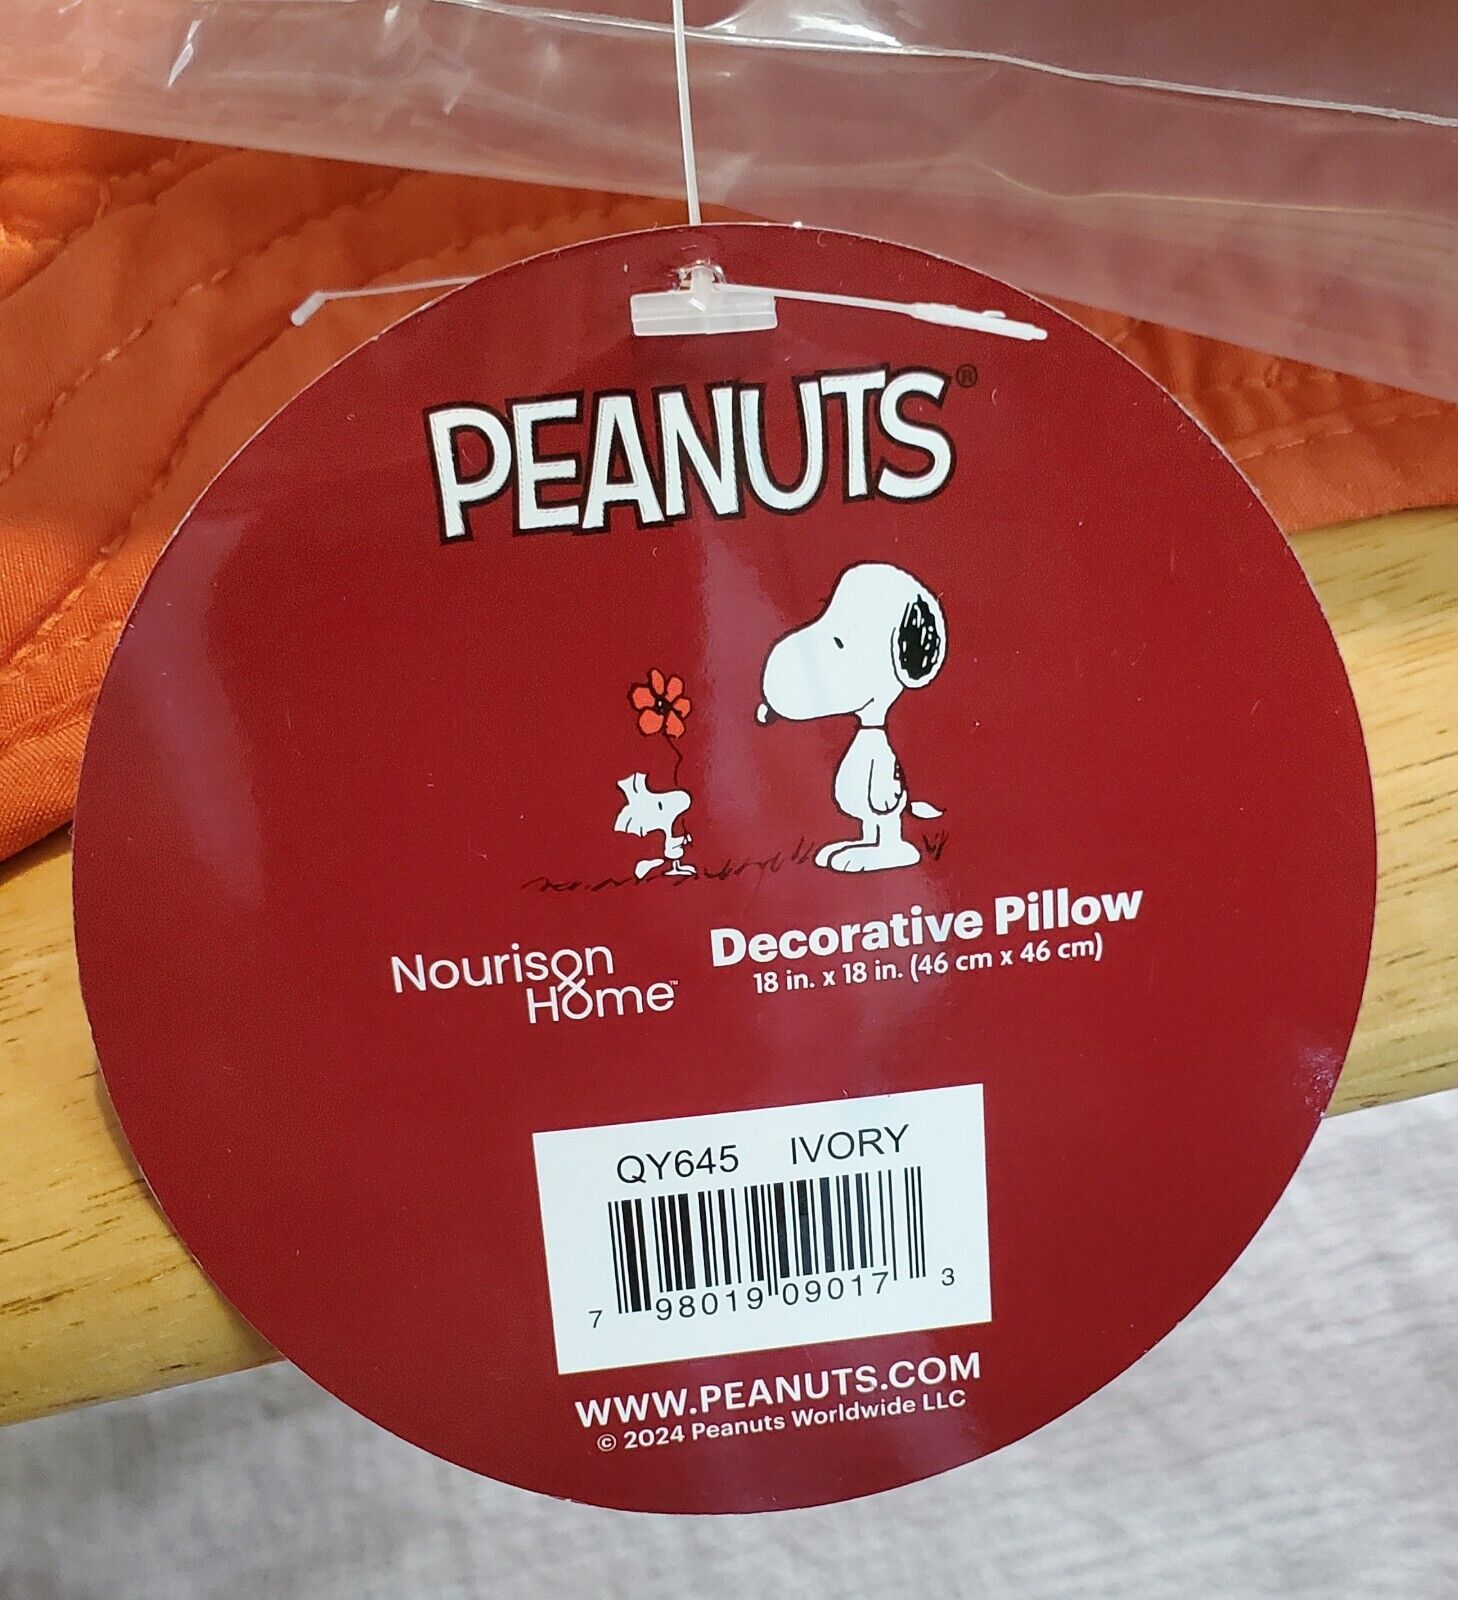 PEANUTS®
Nourison
Home™
Decorative Pillow
18 in. x 18 in. (46 cm x 46 cm)
QY645 IVORY
7 98019 09017 3
WWW.PEANUTS.COM
© 2024 Peanuts Worldwide LLC